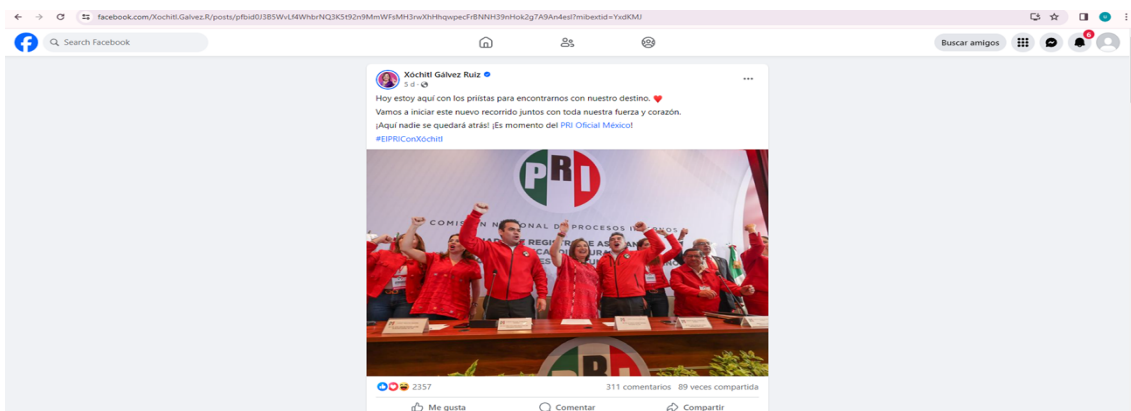 facebook.com/Xochitl.Galvez.R/posts/pfbid0J3B5WvLf4WhbrNQ3K5t92n9MmWFsMH3rwXhHhqwpecFrBNNH39nHok2g7A9An4esl?mibextid=YxdKMJ
Search Facebook
Buscar amigos
6
Xóchitl Gálvez Ruiz
5 d
Hoy estoy aquí con los priístas para encontrarnos con nuestro destino. ❤️
Vamos a iniciar este nuevo recorrido juntos con toda nuestra fuerza y corazón.
¡Aquí nadie se quedará atrás! ¡Es momento del PRI Oficial México!
#ElPRIConXóchitl
PRI
PROCESOS
2357
311 comentarios 89 veces compartida
Me gusta
Comentar
Compartir